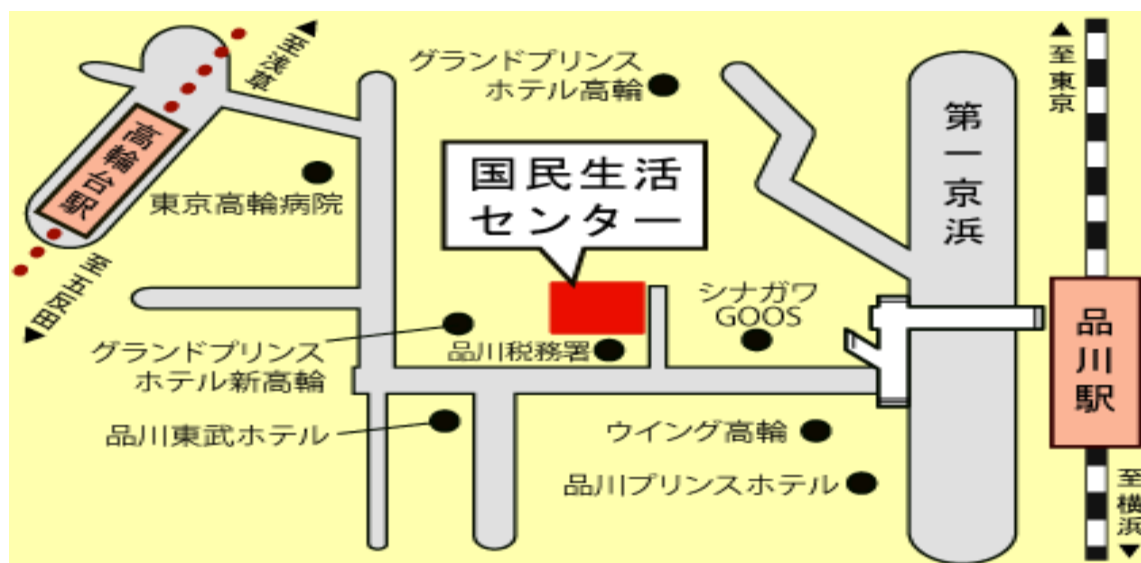 至浅草
高輪台駅
至五反田
東京高輪病院
グランドプリンス
ホテル高輪
国民生活
センター
第一京浜
至東京
シナガワ
GOOS
品川駅
グランドプリンス
ホテル新高輪
品川税務署
品川東武ホテル
ウイング高輪
品川プリンスホテル
至横浜